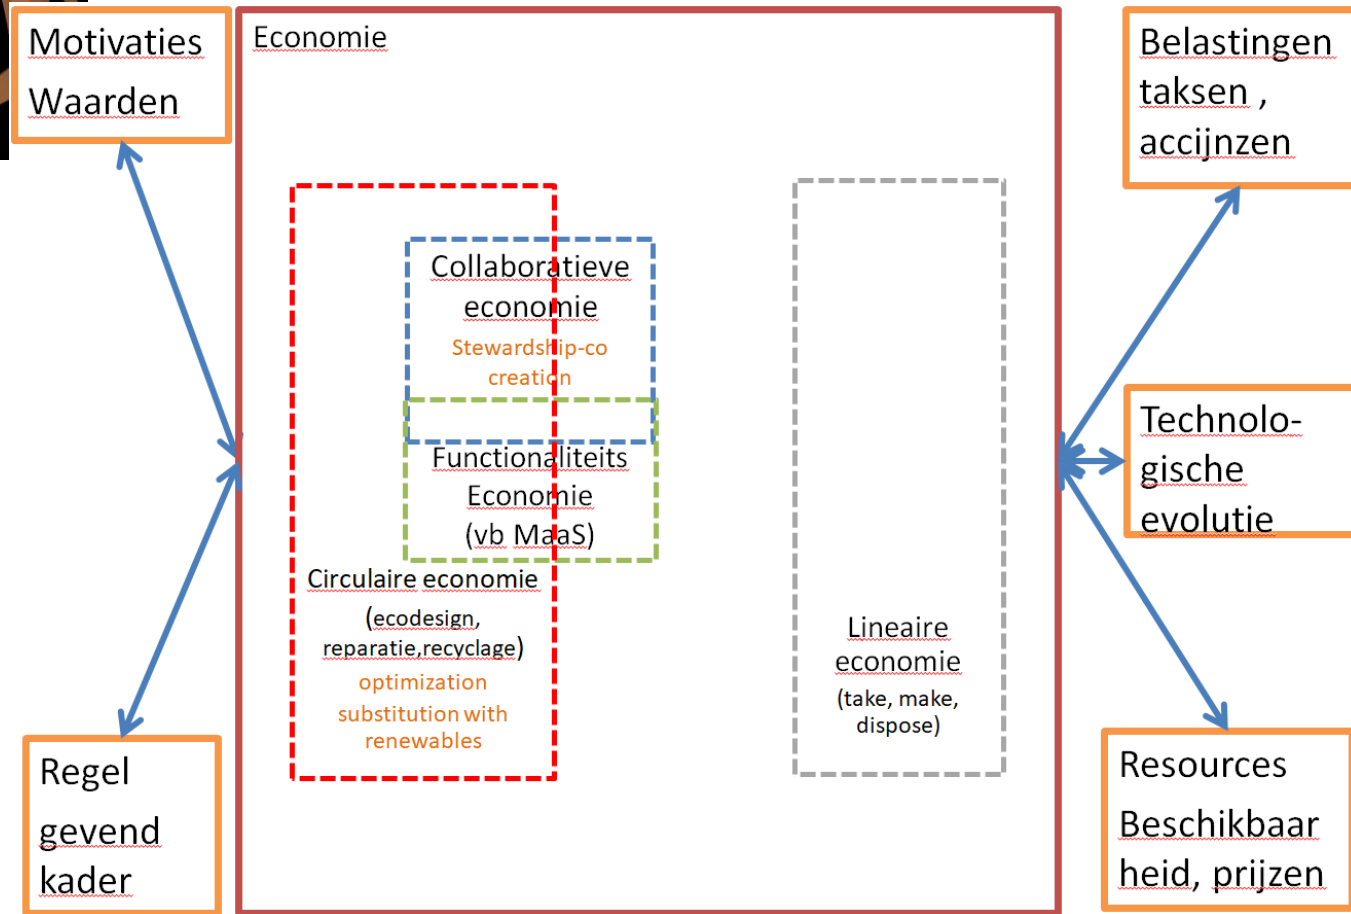 Motivaties
Waarden
Economie
Belastingen
taksen ,
accijnzen
Collaboratieve
economie
Stewardship-co
creation
Functionaliteits
Economie
(vb MaaS)
Circulaire economie
(ecodesign,
reparatie,recyclage)
optimization
substitution with
renewables
Lineaire
economie
(take, make,
dispose)
Technolo-
gische
evolutie
Regel
gevend
kader
Resources
Beschikbaar
heid, prijzen